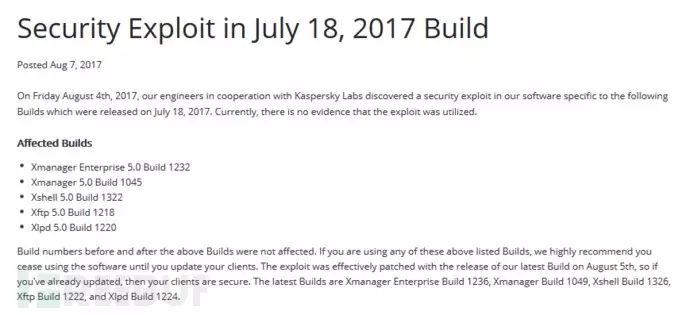 Security Exploit in July 18, 2017 Build
Posted Aug 7, 2017
On Friday August 4th, 2017, our engineers in cooperation with Kaspersky Labs discovered a security exploit in our software specific to the following
Builds which were released on July 18, 2017. Currently, there is no evidence that the exploit was utilized.
Affected Builds
Xmanager Enterprise 5.0 Build 1232
Xmanager 5.0 Build 1045
Xshell 5.0 Build 1322
Xftp 5.0 Build 1218
Xlpd 5.0 Build 1220
Build numbers before and after the above Builds were not affected. If you are using any of these above listed Builds, we highly recommend you
cease using the software until you update your clients. The exploit was effectively patched with the release of our latest Build on August 5th, so if
you've already updated, then your clients are secure. The latest Builds are Xmanager Enterprise Build 1236, Xmanager Build 1049, Xshell Build 1326,
Xftp Build 1222, and Xlpd Build 1224.